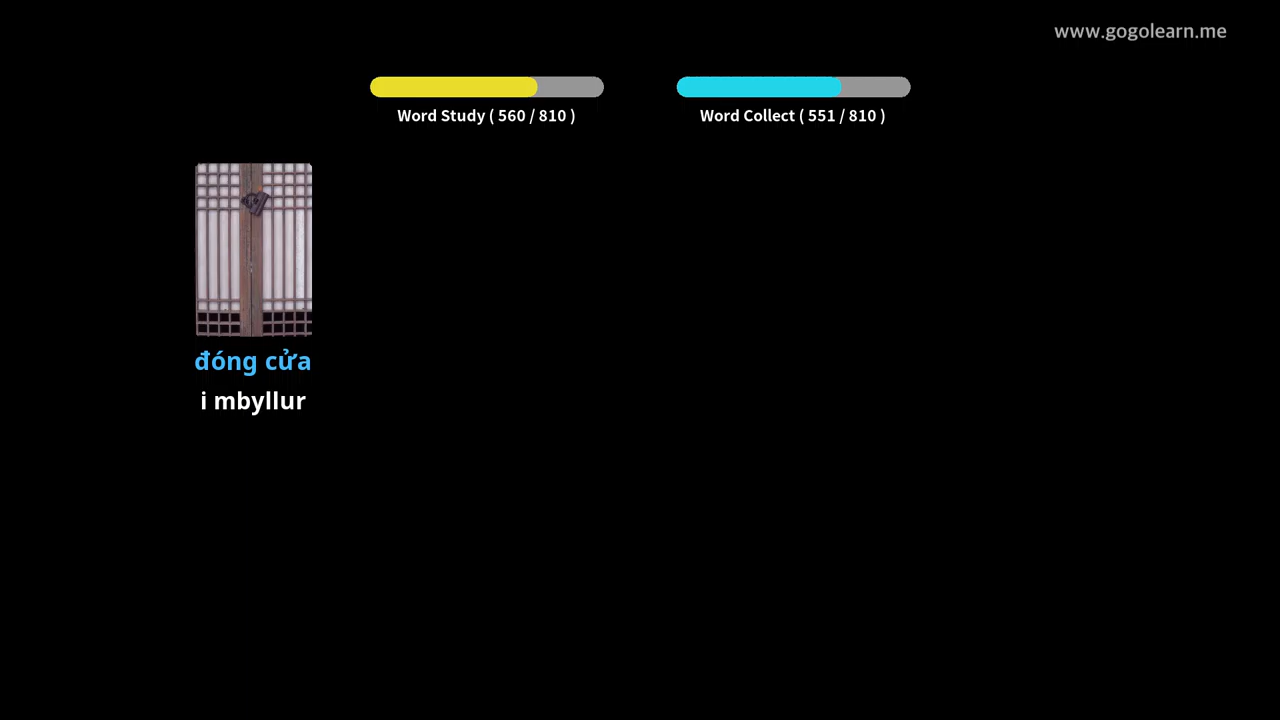 www.gogolearn.me
Word Study ( 560 / 810 )
Word Collect ( 551 / 810 )
đóng cửa
i mbyllur